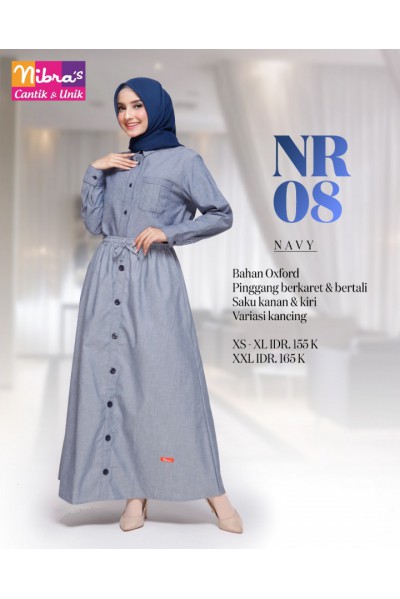 Nibra's
Cantik & Unik
NR
08
NAVY
Bahan Oxford
Pinggang berkaret & bertali
Saku kanan & kiri
Variasi kancing
XS - XL IDR. 155 K
XXL IDR. 165 K